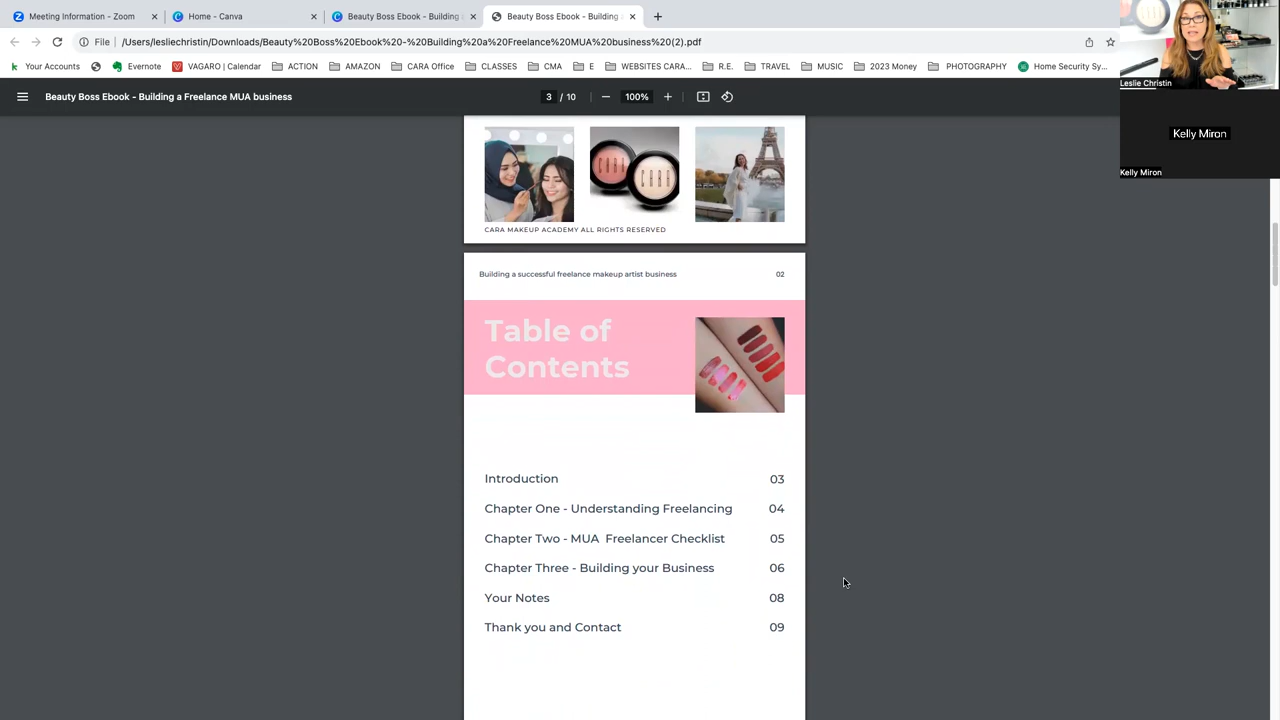 Meeting Information - Zoom
Home - Canva
Beauty Boss Ebook - Building
Beauty Boss Ebook - Building
File
/Users/lesliechristin/Downloads/Beauty%20Boss%20Ebook%20-%20Building%20a%20Freelance%20MUA%20business%20(2).pdf
Your Accounts
Evernote
VAGARO | Calendar
ACTION
AMAZON
CARA Office
CLASSES
CMA
E
WEBSITES CARA...
R.E.
TRAVEL
MUSIC
2023 Money
PHOTOGRAPHY
Home Security Sy...
Leslie Christin
Kelly Miron
Kelly Miron
Beauty Boss Ebook - Building a Freelance MUA business
3 / 10
100%
CARA
CARA
CARA MAKEUP ACADEMY ALL RIGHTS RESERVED
Building a successful freelance makeup artist business 02
Table of
Contents
Introduction 03
Chapter One - Understanding Freelancing 04
Chapter Two - MUA  Freelancer Checklist 05
Chapter Three - Building your Business 06
Your Notes 08
Thank you and Contact 09